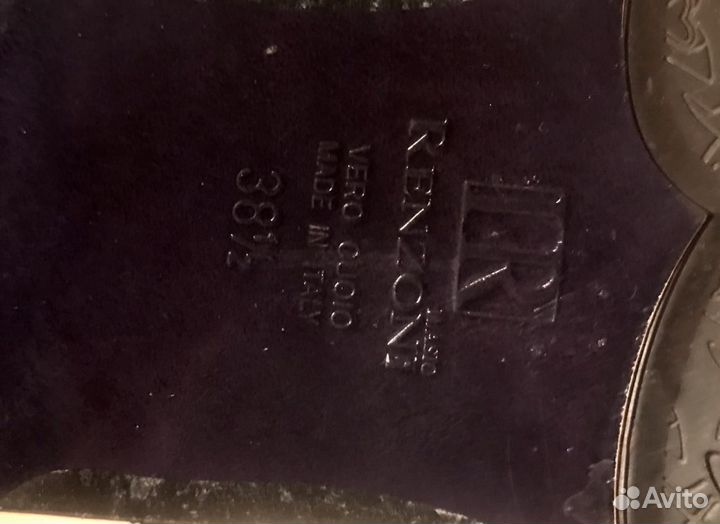 R
RENZONI
VERO CUOIO
MADE IN ITALY
38½
Avito